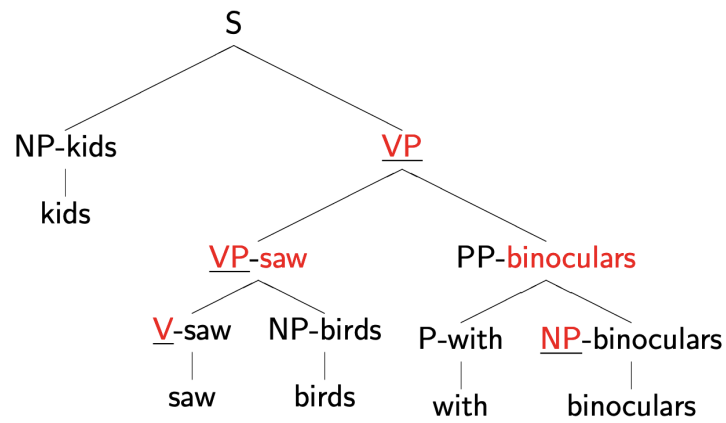 S
NP-kids VP
kids
VP-saw PP-binoculars
V-saw NP-birds P-with NP-binoculars
saw birds with binoculars